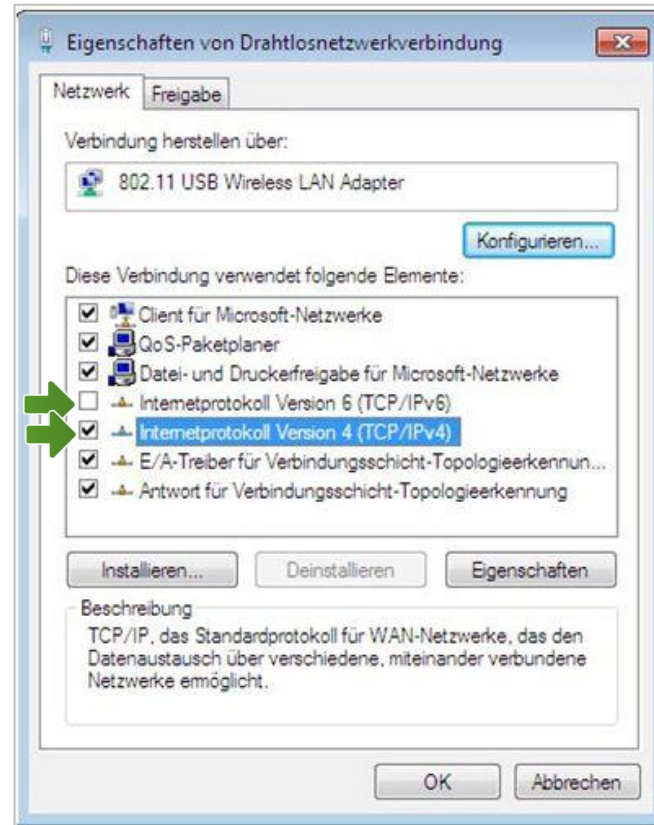 Eigenschaften von Drahtlosnetzwerkverbindung
Netzwerk
Freigabe
Verbindung herstellen über:
802.11 USB Wireless LAN Adapter
Konfigurieren...
Diese Verbindung verwendet folgende Elemente:
Client für Microsoft-Netzwerke
QoS-Paketplaner
Datei- und Druckerfreigabe für Microsoft-Netzwerke
Internetprotokoll Version 6 (TCP/IPv6)
Internetprotokoll Version 4 (TCP/IPv4)
E/A-Treiber für Verbindungsschicht-Topologieerkennun...
Antwort für Verbindungsschicht-Topologieerkennung
Installieren...
Deinstallieren
Eigenschaften
Beschreibung
TCP/IP, das Standardprotokoll für WAN-Netzwerke, das den
Datenaustausch über verschiedene, miteinander verbundene
Netzwerke ermöglicht.
OK
Abbrechen